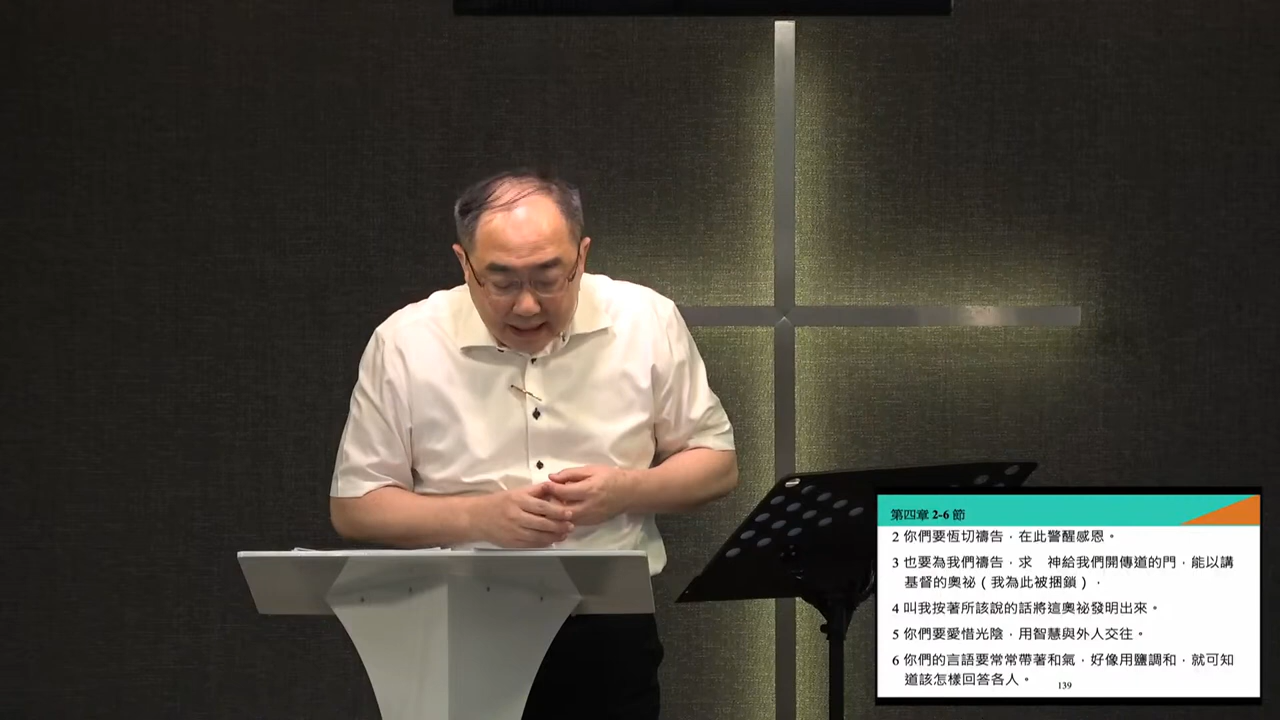 第四章 2-6 節
2 你們要恆切禱告，在此警醒感恩。
3 也要為我們禱告，求　神給我們開傳道的門，能以講
基督的奧祕（我為此被捆鎖），
4 叫我按著所該說的話將這奧祕發明出來。
5 你們要愛惜光陰，用智慧與外人交往。
6 你們的言語要常常帶著和氣，好像用鹽調和，就可知
道該怎樣回答各人。
139